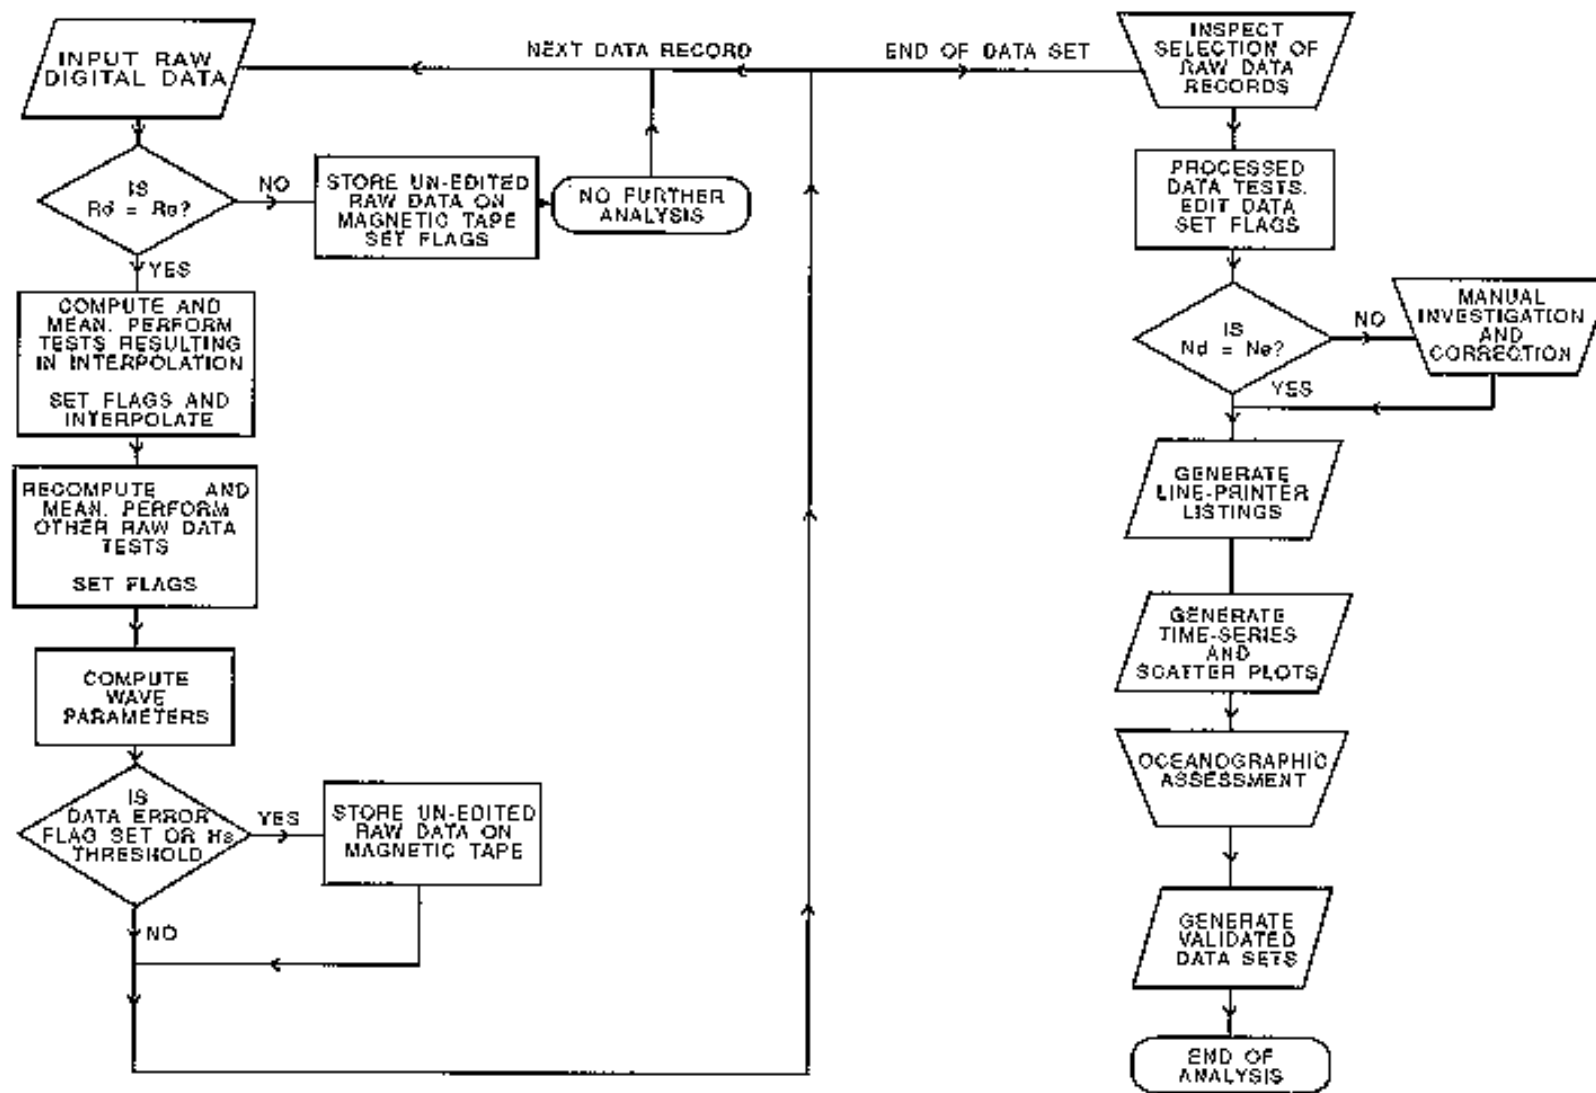 INPUT RAW
DIGITAL DATA
NEXT DATA RECORD
END OF DATA SET
INSPECT
SELECTION OF
RAW DATA
RECORDS
IS
Rd = Re?
NO
STORE UN-EDITED
RAW DATA ON
MAGNETIC TAPE
SET FLAGS
NO FURTHER
ANALYSIS
YES
COMPUTE AND
MEAN. PERFORM
TESTS RESULTING
IN INTERPOLATION
SET FLAGS AND
INTERPOLATE
RECOMPUTE AND
MEAN. PERFORM
OTHER RAW DATA
TESTS
SET FLAGS
COMPUTE
WAVE
PARAMETERS
IS
DATA ERROR
FLAG SET OR Hs
THRESHOLD
YES
STORE UN-EDITED
RAW DATA ON
MAGNETIC TAPE
NO
PROCESSED
DATA TESTS.
EDIT DATA
SET FLAGS
IS
Nd = Ne?
NO
MANUAL
INVESTIGATION
AND
CORRECTION
YES
GENERATE
LINE-PRINTER
LISTINGS
GENERATE
TIME-SERIES
AND
SCATTER PLOTS
OCEANOGRAPHIC
ASSESSMENT
GENERATE
VALIDATED
DATA SETS
END OF
ANALYSIS